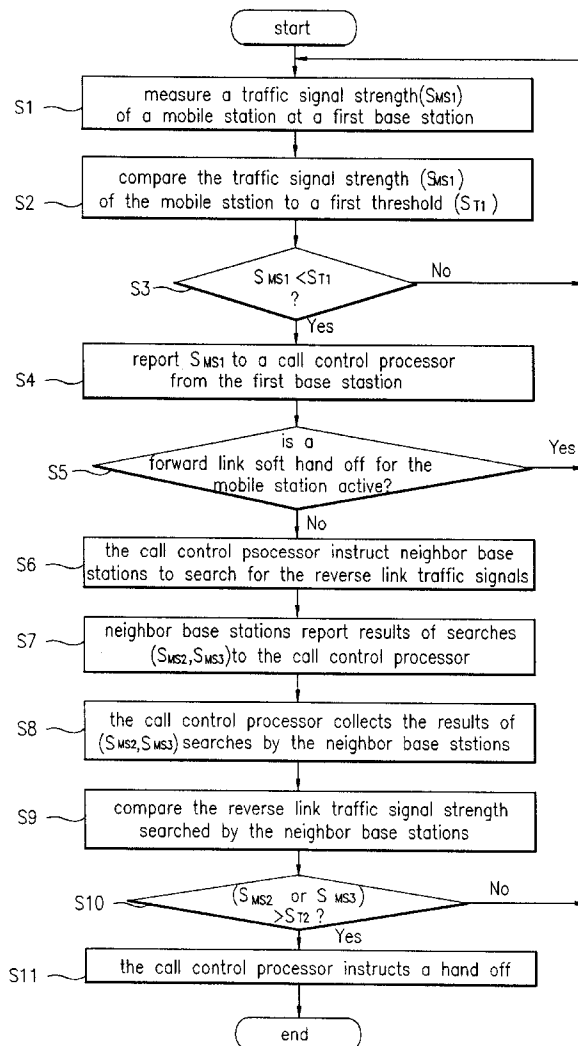 start
S1
measure a traffic signal strength(SMS1)
of a mobile station at a first base station
S2
compare the traffic signal strength (SMS1)
of the mobile ststion to a first threshold (ST1)
S3
SMS1<ST1
?
No
Yes
S4
report SMS1 to a call control processor
from the first base stastion
S5
is a
forward link soft hand off for the
mobile station active?
Yes
No
S6
the call control psocessor instruct neighbor base
stations to search for the reverse link traffic signals
S7
neighbor base stations report results of searches
(SMS2,SMS3)to the call control processor
S8
the call control processor collects the results of
(SMS2,SMS3)searches by the neighbor base ststions
S9
compare the reverse link traffic signal strength
searched by the neighbor base stations
S10
(SMS2 or SMS3)
>ST2 ?
No
Yes
S11
the call control processor instructs a hand off
end